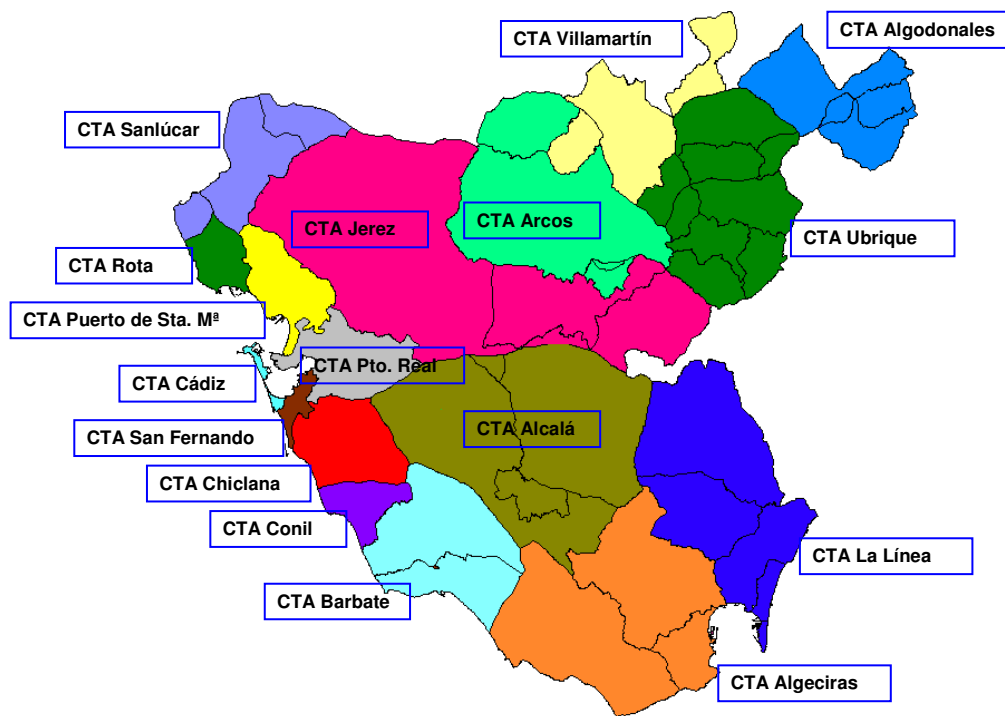 CTA Villamartín
CTA Algodonales
CTA Sanlúcar
CTA Jerez
CTA Arcos
CTA Ubrique
CTA Rota
CTA Puerto de Sta. Mª
CTA Pto. Real
CTA Cádiz
CTA San Fernando
CTA Alcalá
CTA Chiclana
CTA Conil
CTA La Línea
CTA Barbate
CTA Algeciras